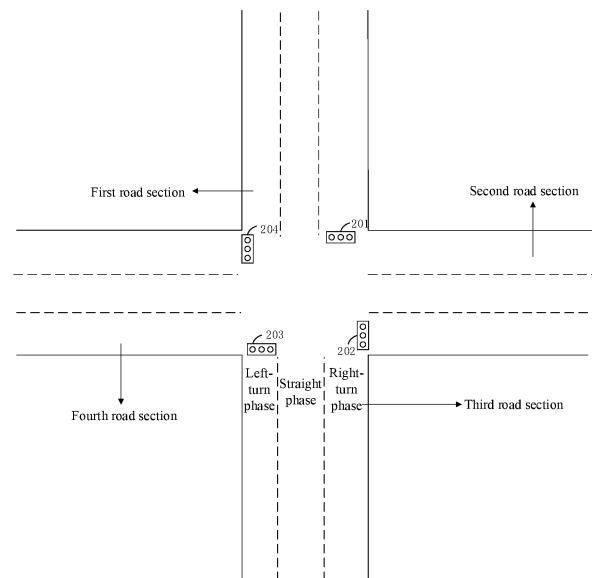 First road section
Second road section
204
201
203
202
Left-
turn
phase
Straight
phase
Right-
turn
phase
Fourth road section
Third road section